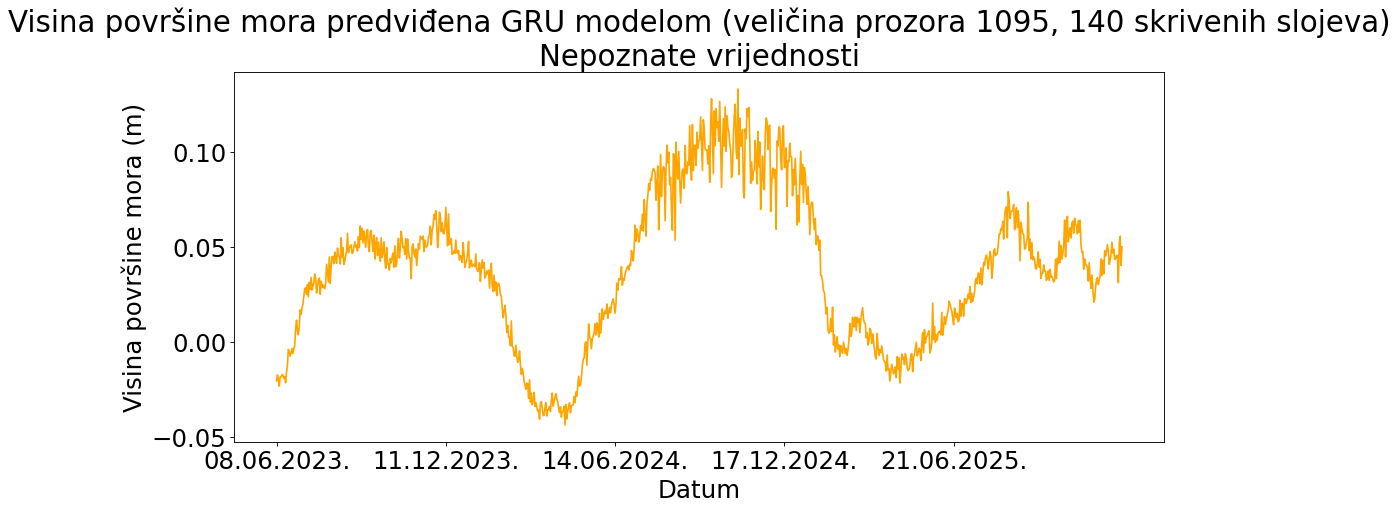 Visina površine mora predviđena GRU modelom (veličina prozora 1095, 140 skrivenih slojeva)
Nepoznate vrijednosti
Visina površine mora (m)
0.10
0.05
0.00
−0.05
08.06.2023. 11.12.2023. 14.06.2024. 17.12.2024. 21.06.2025.
Datum